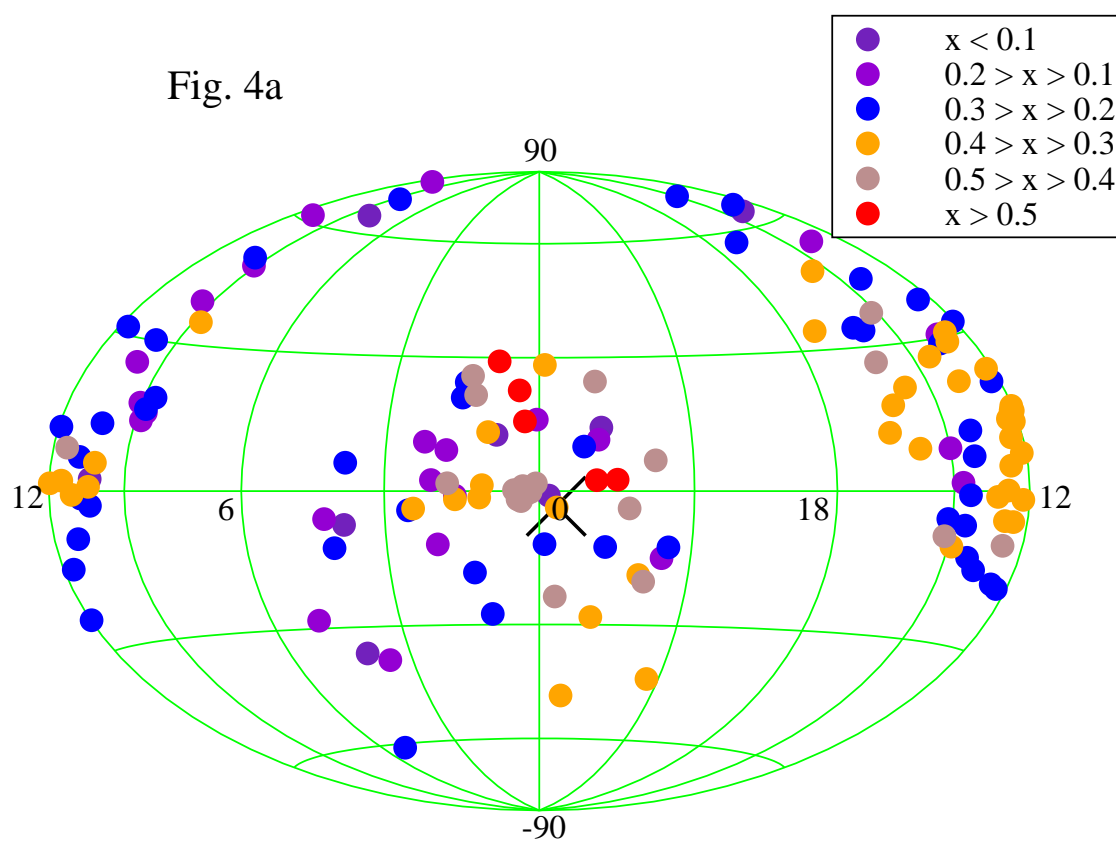 Fig. 4a
x < 0.1
0.2 > x > 0.1
0.3 > x > 0.2
0.4 > x > 0.3
0.5 > x > 0.4
x > 0.5
90
12
6
0
18
12
-90